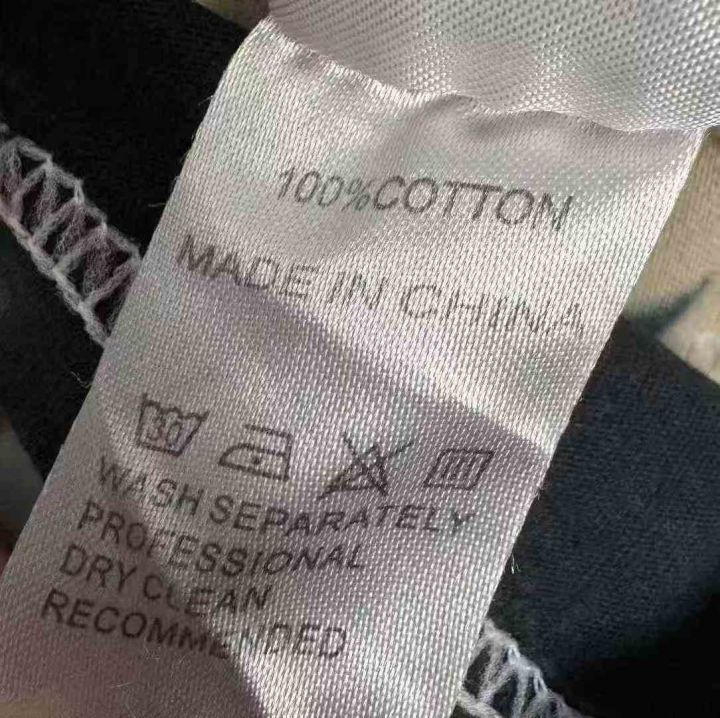 100%COTTON
MADE IN CHINA
WASH SEPARATELY
PROFESSIONAL
DRY CLEAN
RECOMMENDED